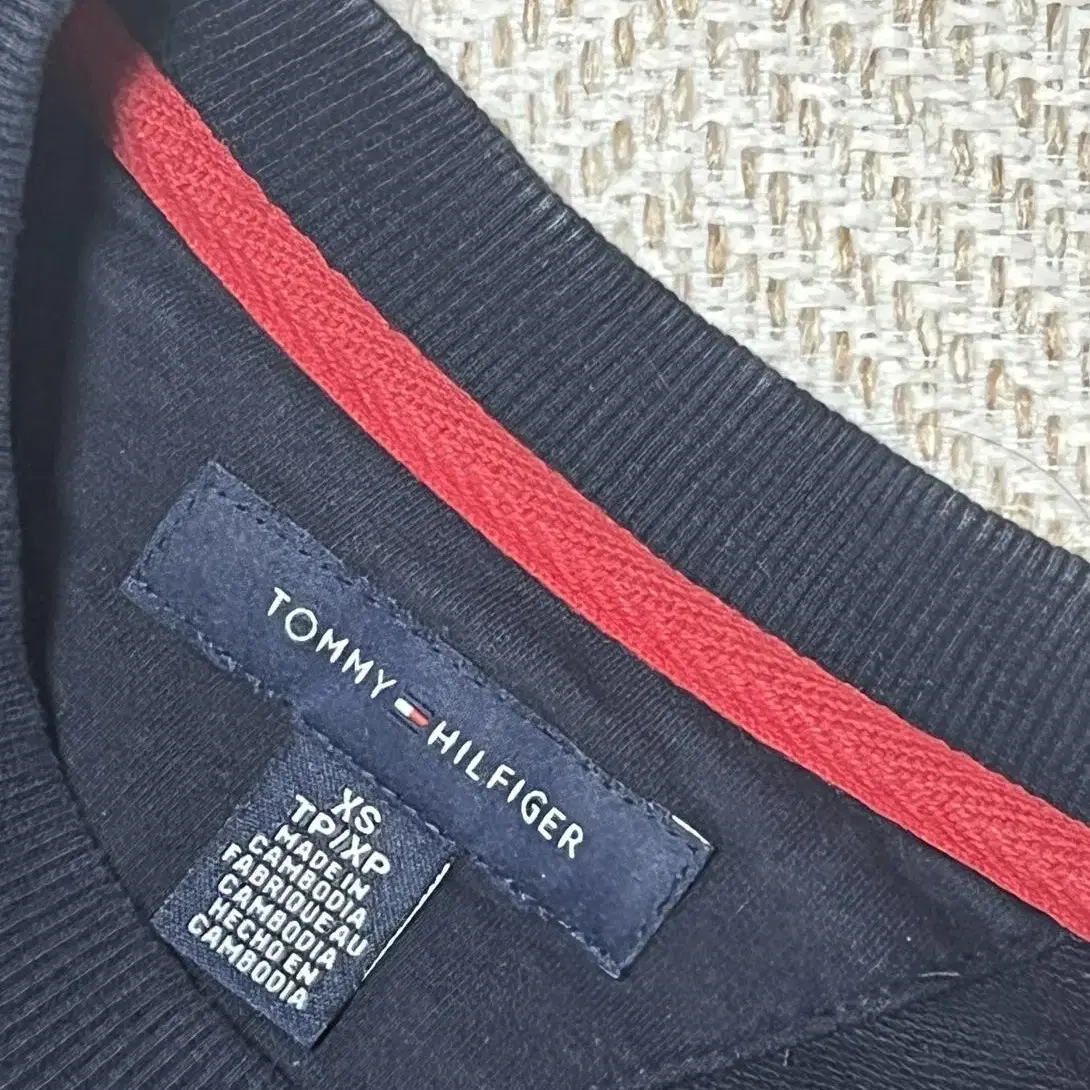 TOMMY HILFIGER
XS
TP/XP
MADE IN
CAMBODIA
FABRIQUE AU
CAMBODIA
HECHO EN
CAMBODIA